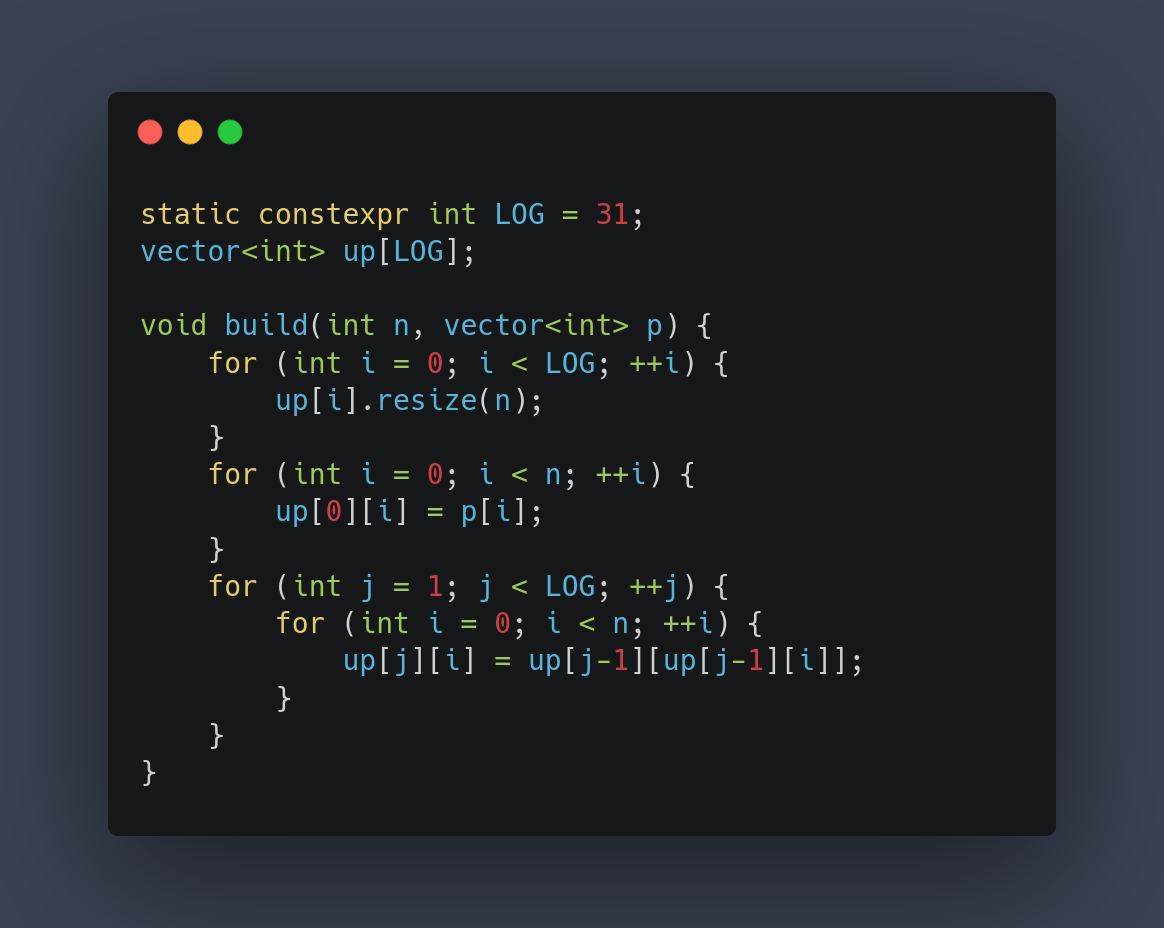 static constexpr int LOG = 31;
vector<int> up[LOG];

void build(int n, vector<int> p) {
    for (int i = 0; i < LOG; ++i) {
        up[i].resize(n);
    }
    for (int i = 0; i < n; ++i) {
        up[0][i] = p[i];
    }
    for (int j = 1; j < LOG; ++j) {
        for (int i = 0; i < n; ++i) {
            up[j][i] = up[j-1][up[j-1][i]];
        }
    }
}